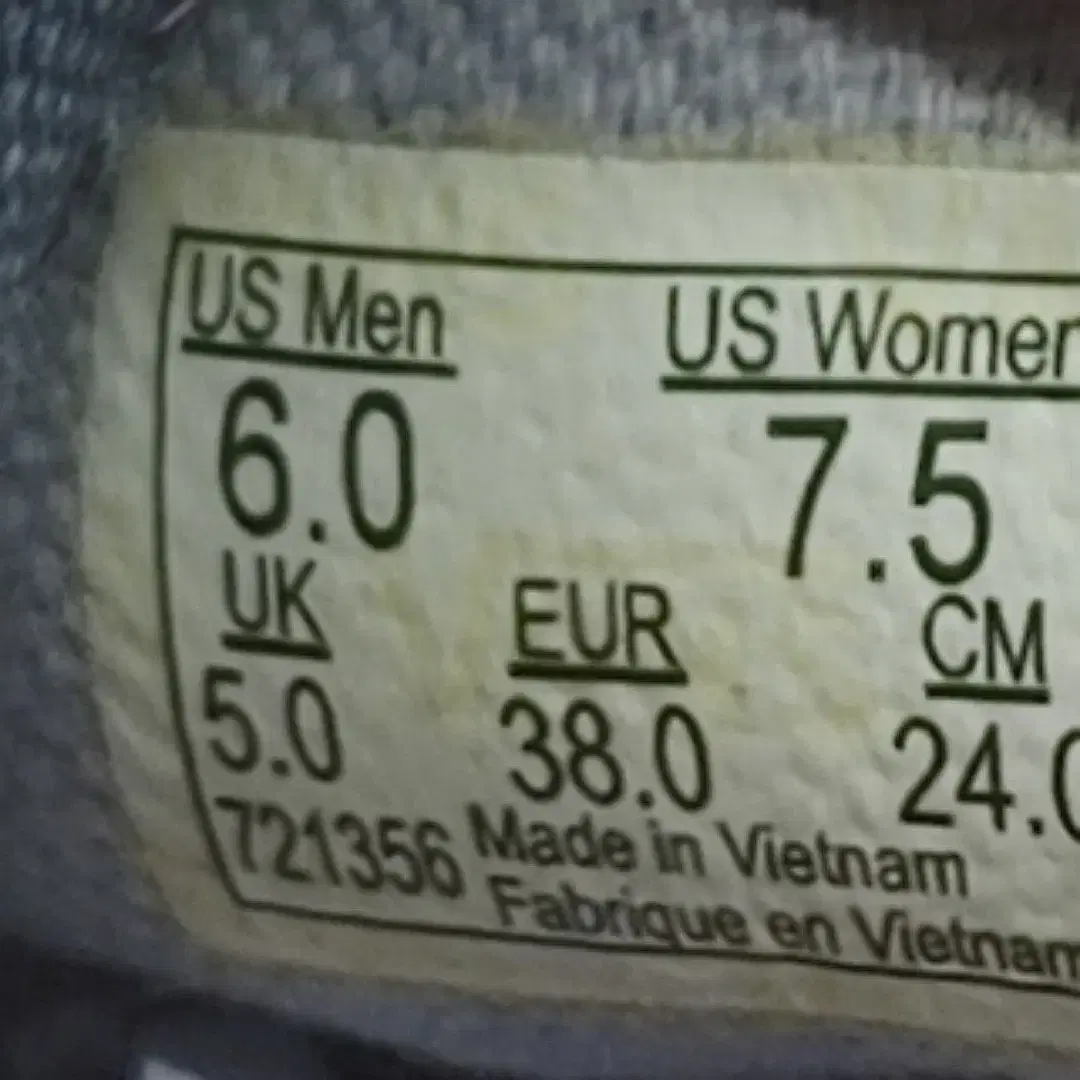 US Men US Women
6.0 7.5
UK EUR CM
5.0 38.0 24.0
721356 Made in Vietnam
Fabrique en Vietnam